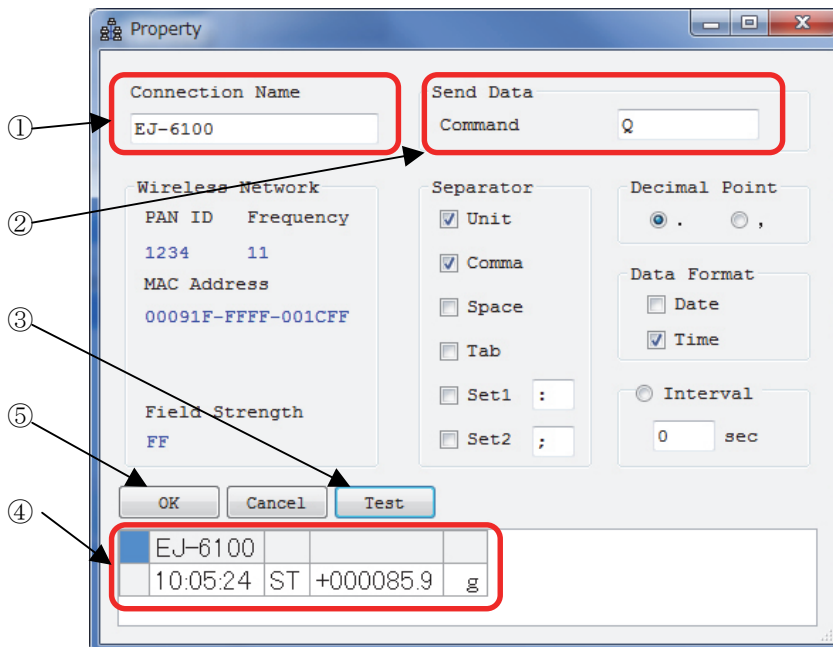 Property
Connection Name
EJ-6100
Send Data
Command Q
①
②
③
⑤
④
Wireless Network
PAN ID Frequency
1234 11
MAC Address
00091F-FFFF-001CFF
Field Strength
FF
Separator
Unit
Comma
Space
Tab
Set1 :
Set2 ;
Decimal Point
. ,
Data Format
Date
Time
Interval
0 sec
OK Cancel Test
EJ-6100
10:05:24 ST +000085.9 g